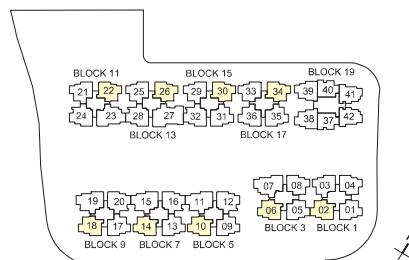 BLOCK 11 BLOCK 15 BLOCK 19
21 22 25 26 29 30 33 34 39 40 41
24 23 28 27 32 31 36 35 38 37 42
BLOCK 13 BLOCK 17
07 08 03 04
19 20 15 16 11 12 06 05 02 01
18 17 14 13 10 09
BLOCK 3 BLOCK 1
BLOCK 9 BLOCK 7 BLOCK 5